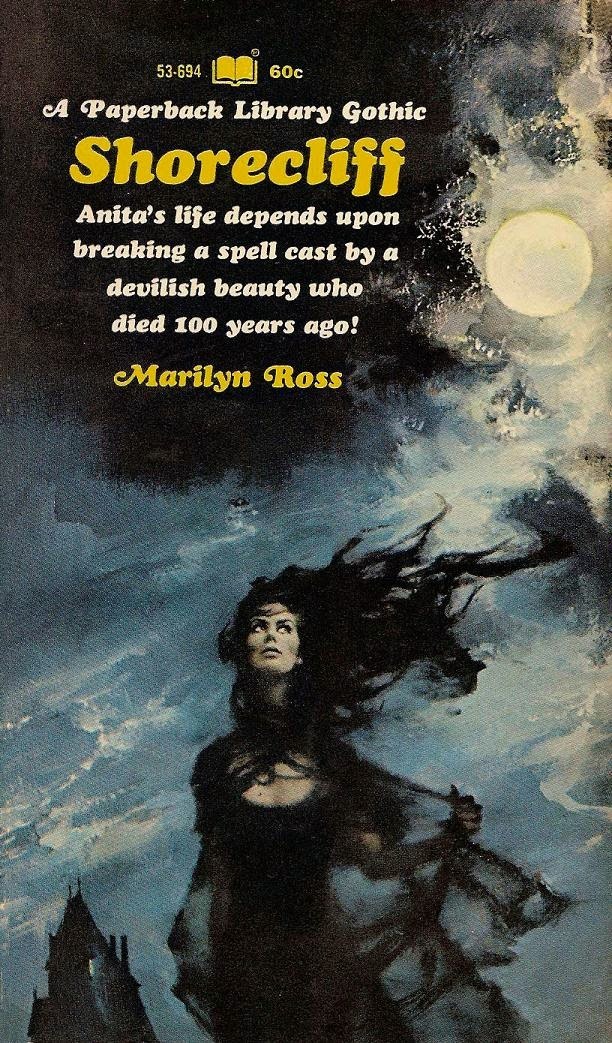 53-694 60c
A Paperback Library Gothic
Shorecliff
Anita's life depends upon
breaking a spell cast by a
devilish beauty who
died 100 years ago!
Marilyn Ross